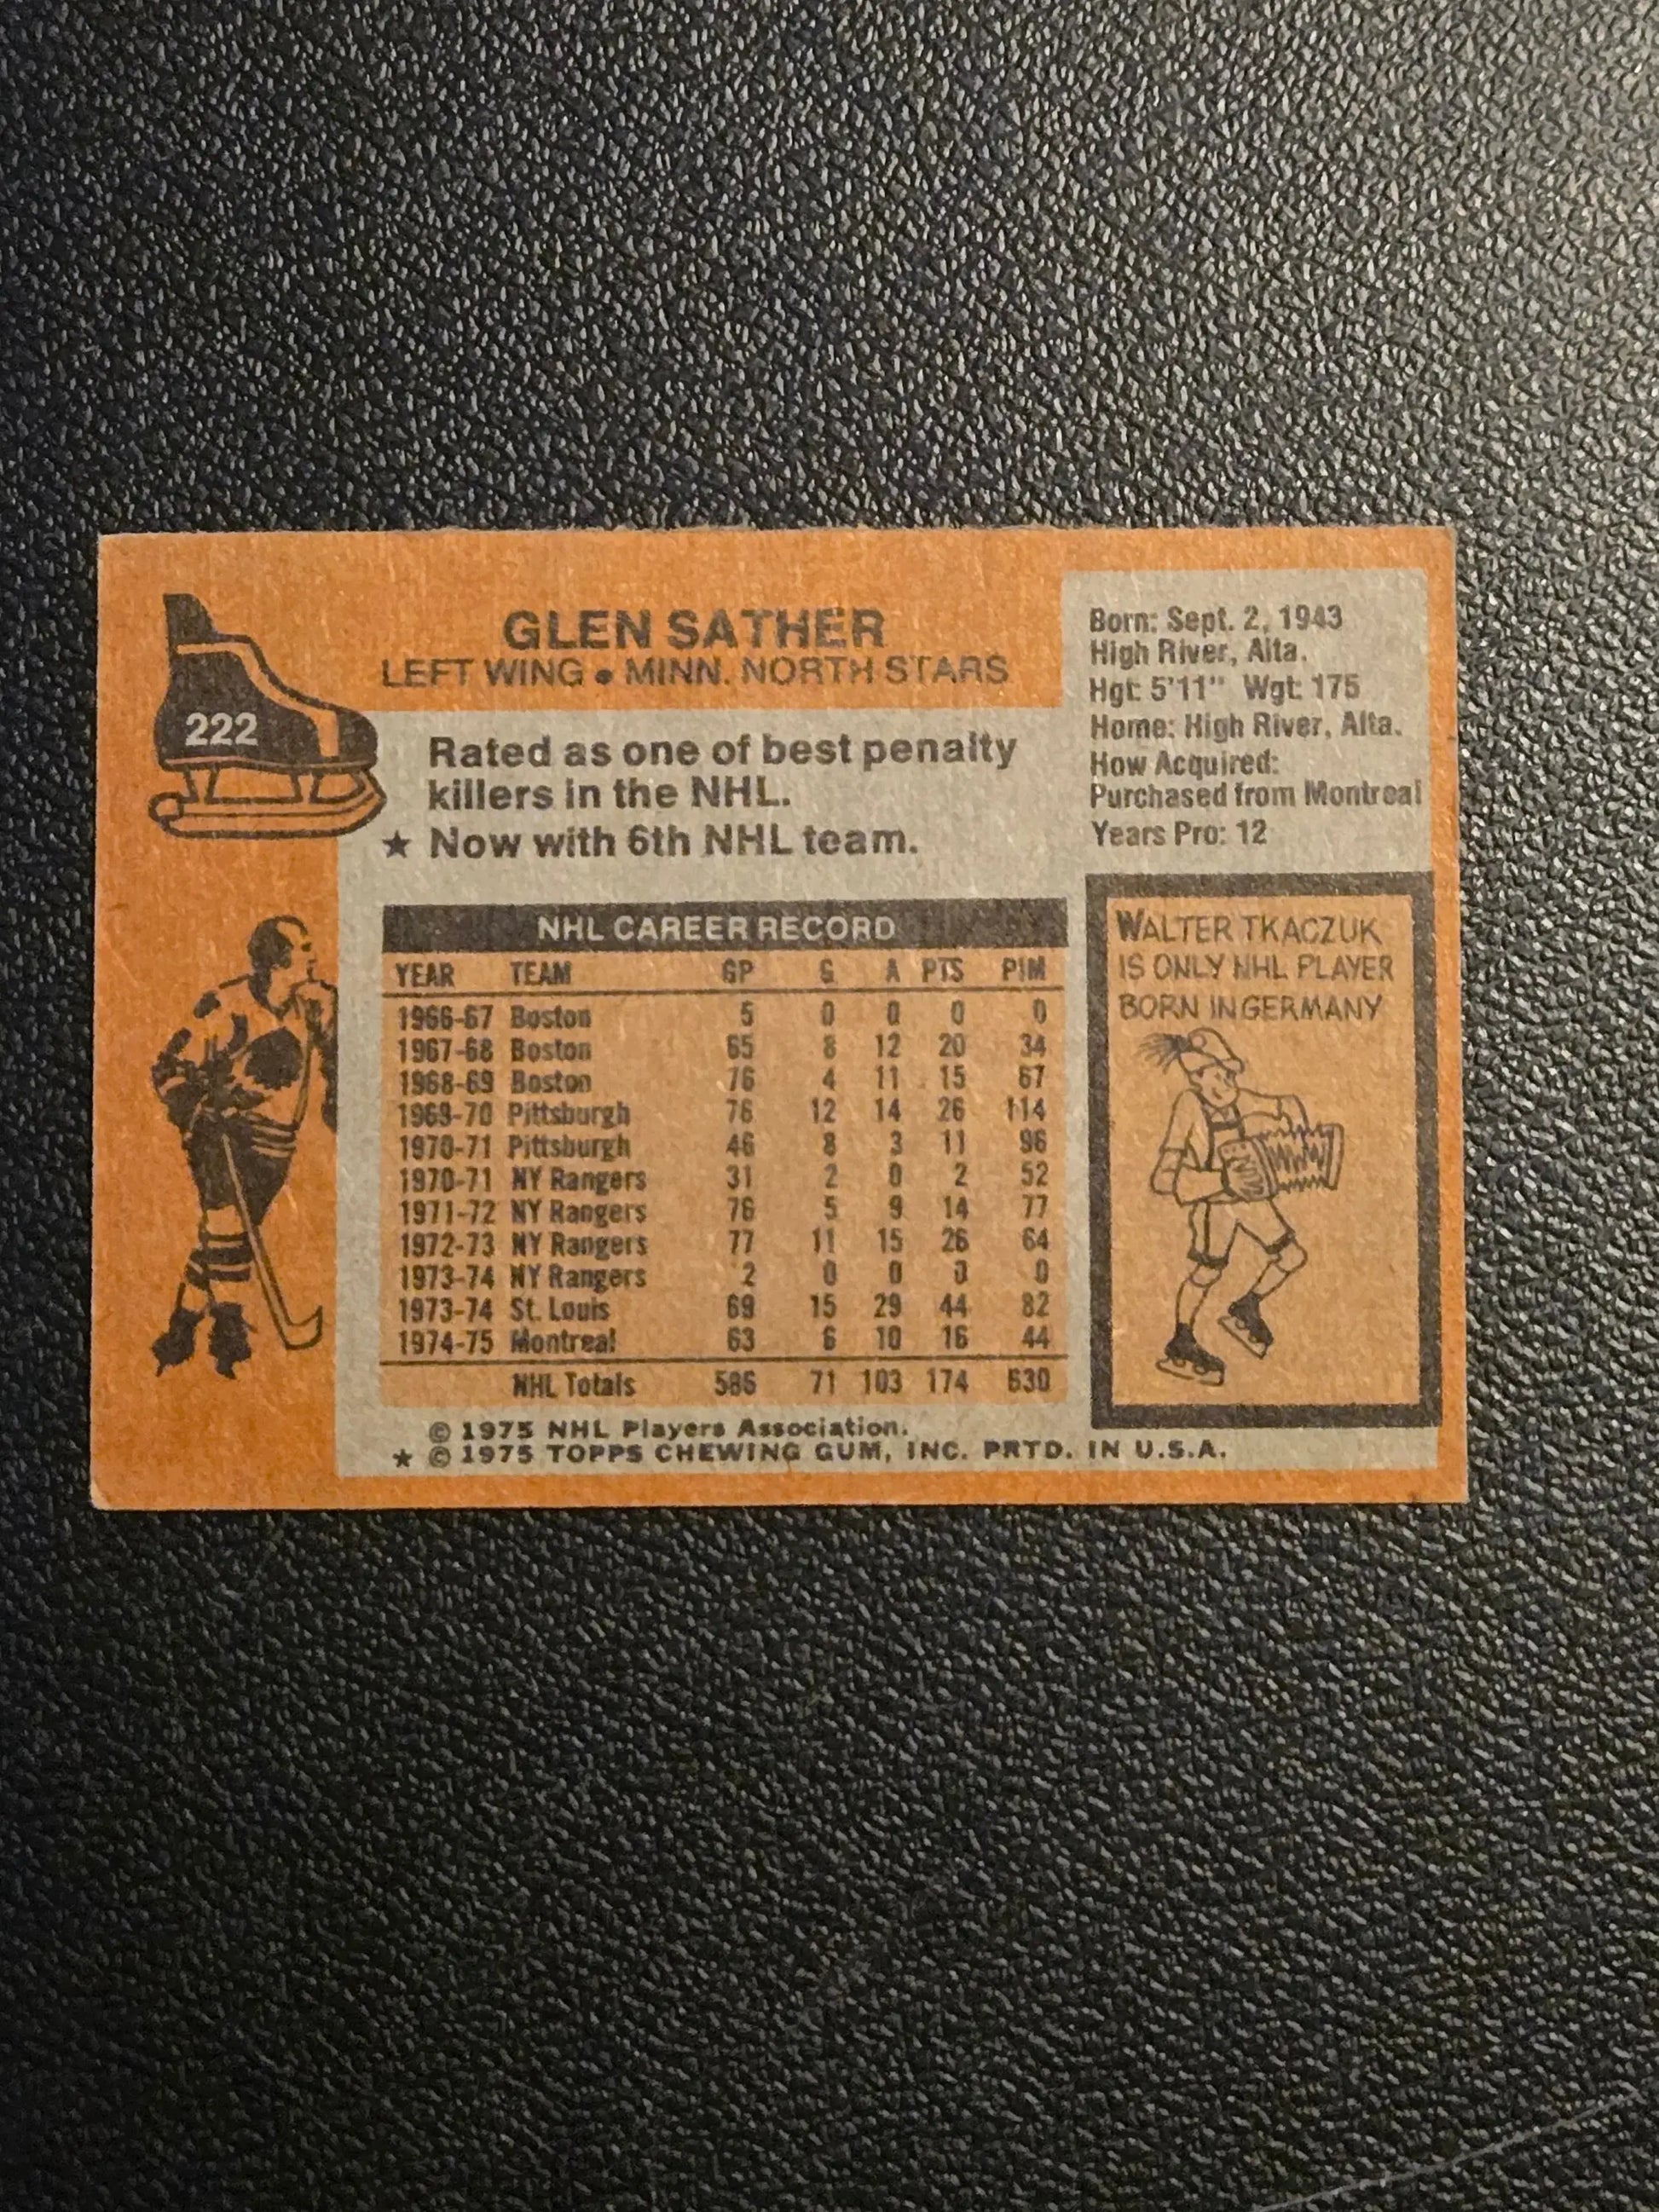 222
GLEN SATHER
LEFT WING • MINN. NORTH STARS
Rated as one of best penalty
killers in the NHL.
★ Now with 6th NHL team.
Born: Sept. 2, 1943
High River, Alta.
Hgt: 5'11" Wgt: 175
Home: High River, Alta.
How Acquired:
Purchased from Montreal
Years Pro: 12
NHL CAREER RECORD
YEAR TEAM GP G A PTS PIM
1966-67 Boston 5 0 0 0 0
1967-68 Boston 65 8 12 20 34
1968-69 Boston 76 4 11 15 67
1969-70 Pittsburgh 76 12 14 26 114
1970-71 Pittsburgh 46 8 3 11 96
1970-71 NY Rangers 31 2 0 2 52
1971-72 NY Rangers 76 5 9 14 77
1972-73 NY Rangers 77 11 15 26 64
1973-74 NY Rangers 2 0 0 0 0
1973-74 St. Louis 69 15 29 44 82
1974-75 Montreal 63 6 10 16 44
NHL Totals 586 71 103 174 630
WALTER TKACZUK
IS ONLY NHL PLAYER
BORN IN GERMANY
© 1975 NHL Players Association.
★ © 1975 TOPPS CHEWING GUM, INC. PRTD. IN U.S.A.